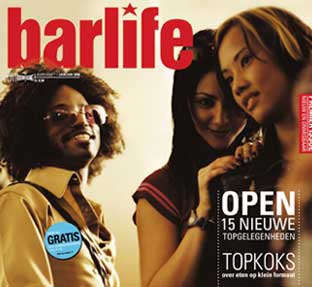 barlife
GRATIS
OPEN
15 NIEUWE
TOPGELEGENHEDEN
TOPKOKS
over eten op klein formaat